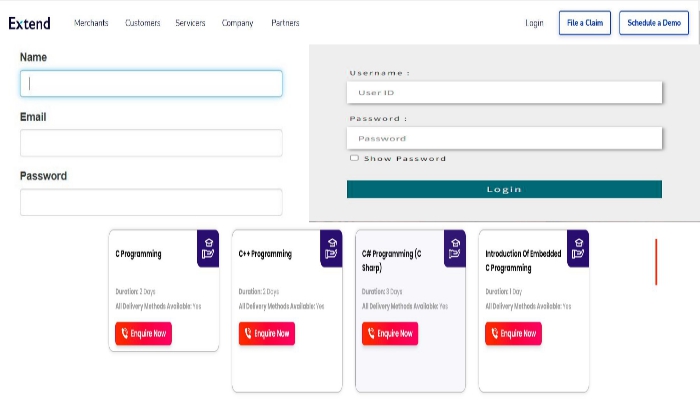 Extend Merchants Customers Servicers Company Partners Login File a Claim Schedule a Demo
Name
Email
Password
Username :
User ID
Password :
Password
Show Password
Login
C Programming
Duration: 2 Days
All Delivery Methods Available: Yes
Enquire Now
C++ Programming
Duration: 2 Days
All Delivery Methods Available: Yes
Enquire Now
C# Programming (C
Sharp)
Duration: 3 Days
All Delivery Methods Available: Yes
Enquire Now
Introduction Of Embedded
C Programming
Duration: 1 Day
All Delivery Methods Available: Yes
Enquire Now